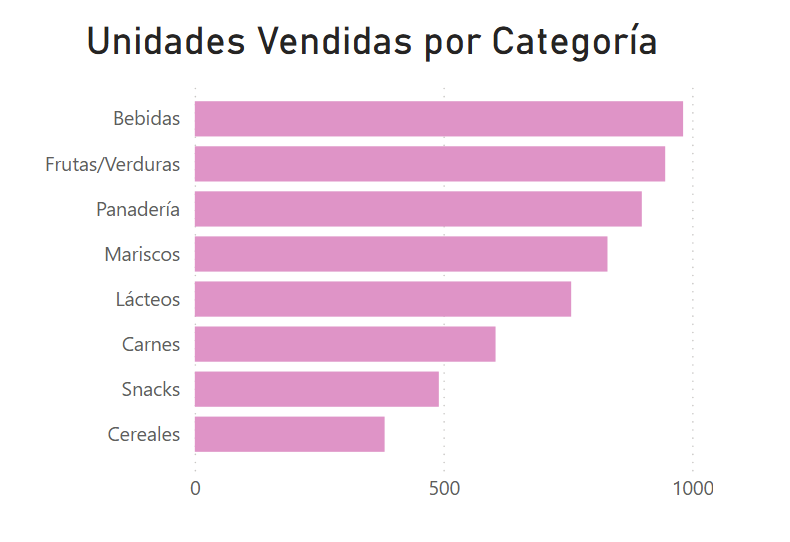 Unidades Vendidas por Categoría
Bebidas
Frutas/Verduras
Panadería
Mariscos
Lácteos
Carnes
Snacks
Cereales
0 500 1000